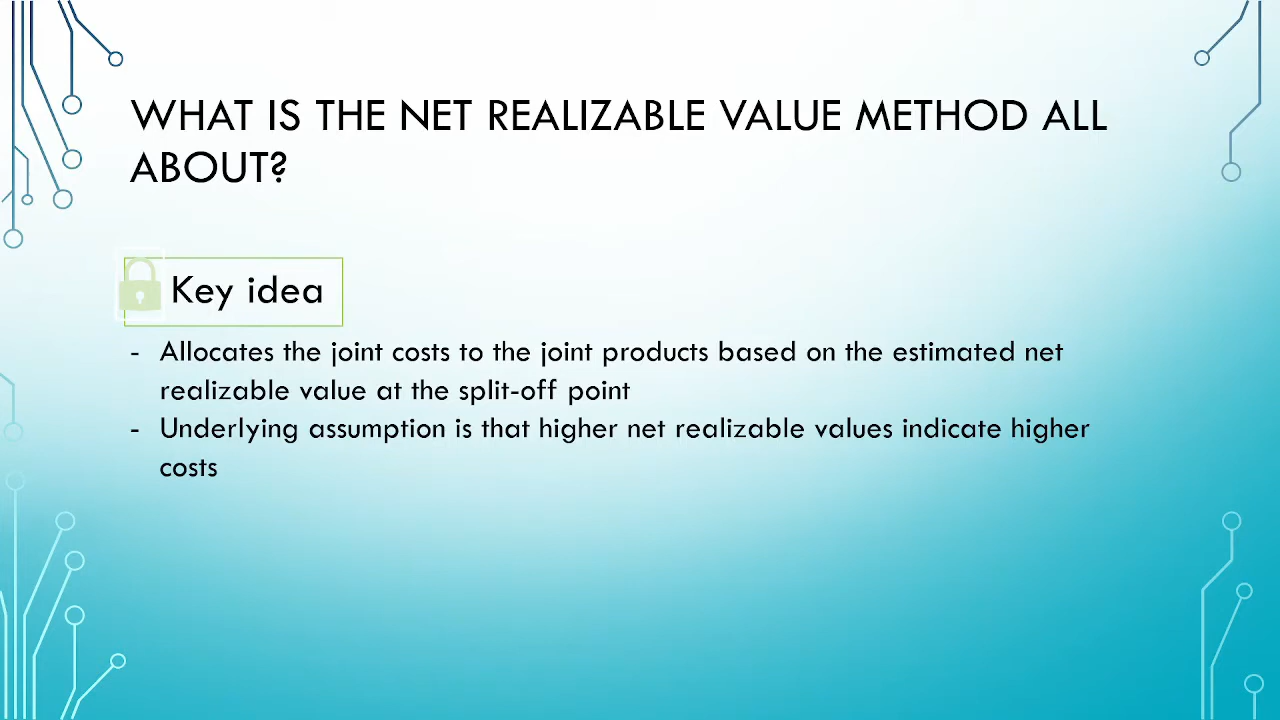 WHAT IS THE NET REALIZABLE VALUE METHOD ALL
ABOUT?
Key idea
- Allocates the joint costs to the joint products based on the estimated net
realizable value at the split-off point
- Underlying assumption is that higher net realizable values indicate higher
costs